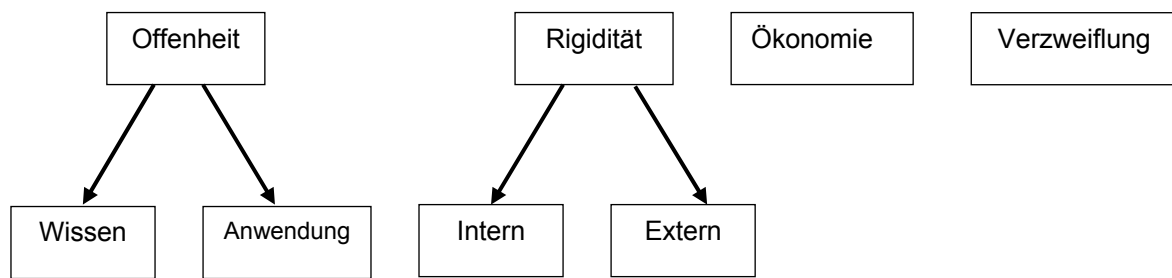 Offenheit
Rigidität
Ökonomie
Verzweiflung
Wissen
Anwendung
Intern
Extern